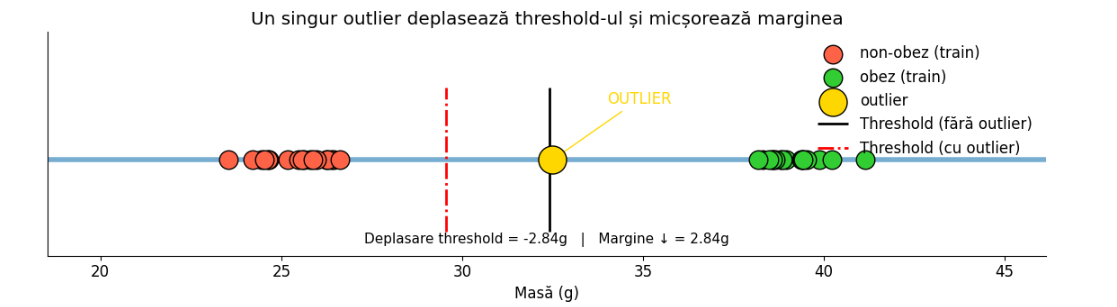 Un singur outlier deplasează threshold-ul și micșorează marginea
non-obez (train)
obez (train)
outlier
Threshold (fără outlier)
Threshold (cu outlier)
OUTLIER
Deplasare threshold = -2.84g | Margine ↓ = 2.84g
20 25 30 35 40 45
Masă (g)